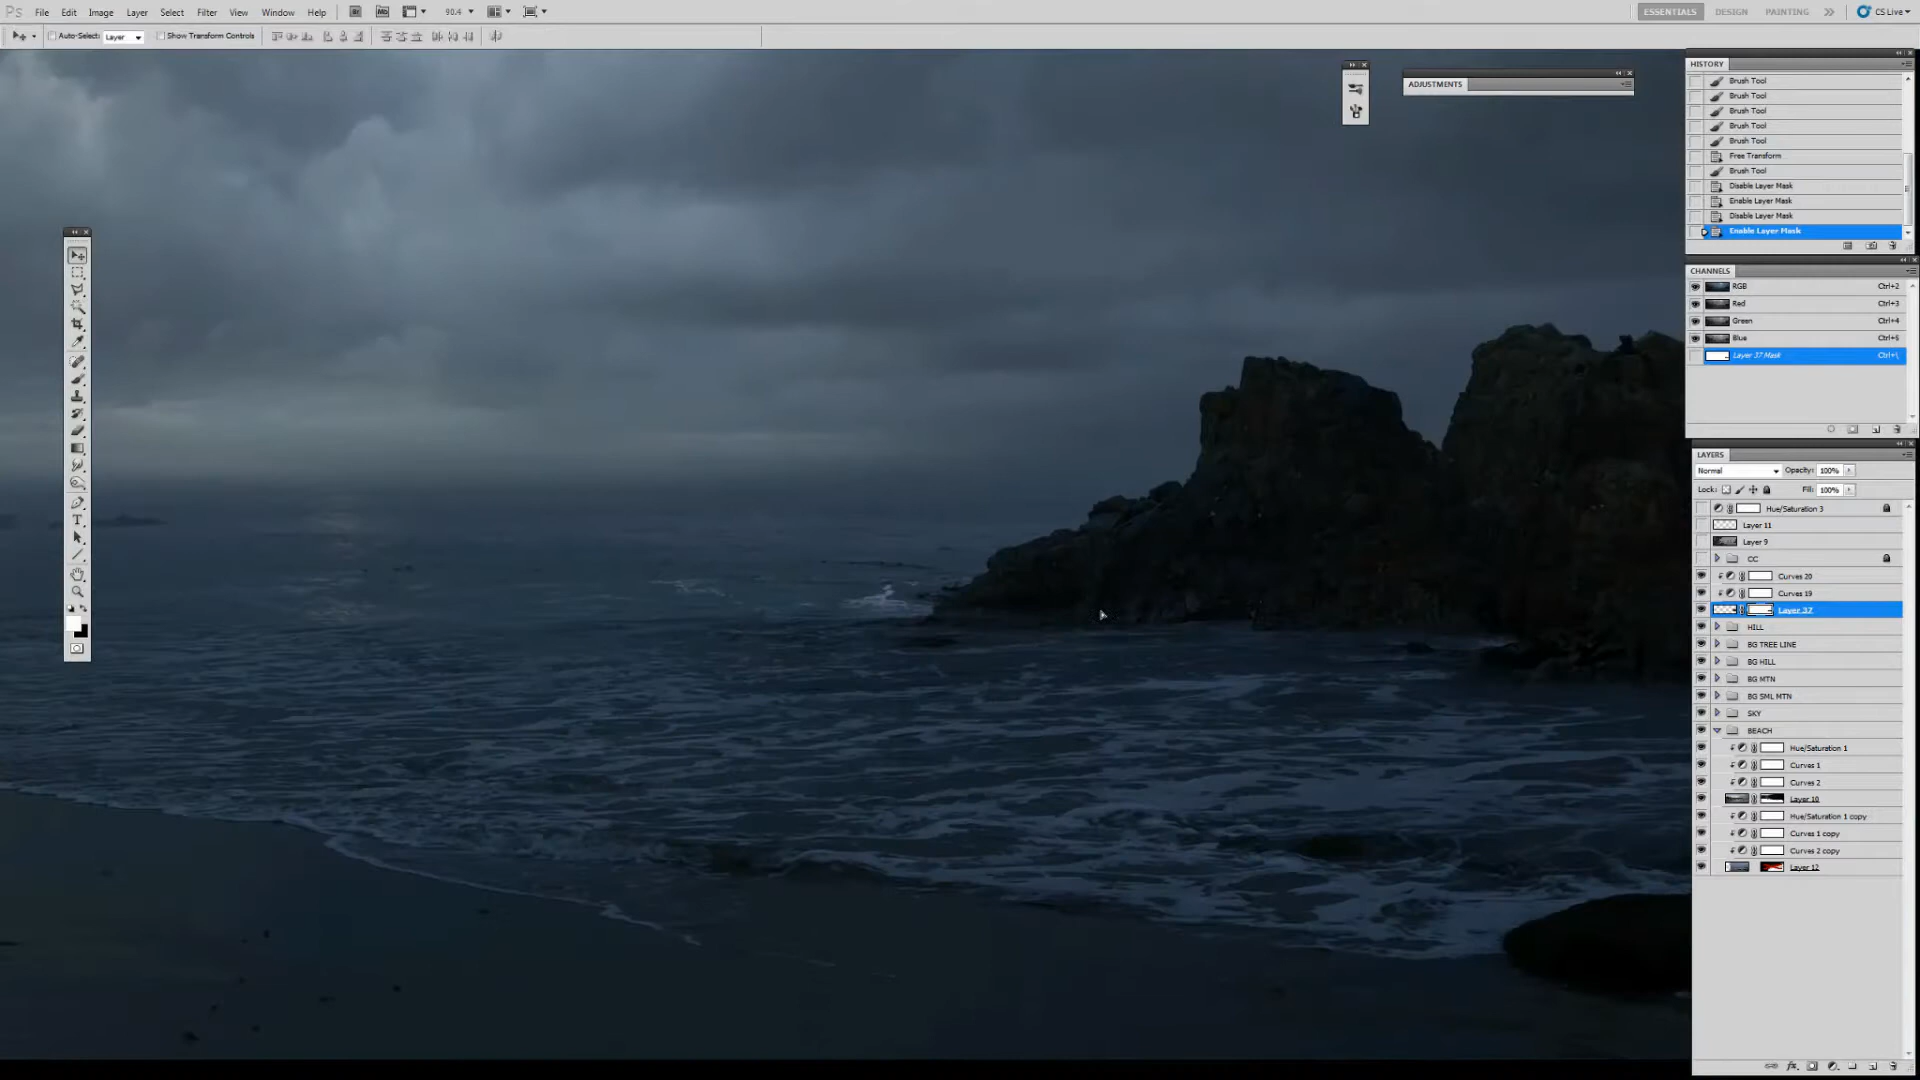 Ps File Edit Image Layer Select Filter View Window Help Br Mb 90.4 ESSENTIALS DESIGN PAINTING CS Live
Auto-Select: Layer Show Transform Controls
ADJUSTMENTS
HISTORY
Brush Tool
Brush Tool
Brush Tool
Brush Tool
Brush Tool
Free Transform
Brush Tool
Disable Layer Mask
Enable Layer Mask
Disable Layer Mask
Enable Layer Mask
CHANNELS
RGB Ctrl+2
Red Ctrl+3
Green Ctrl+4
Blue Ctrl+5
Layer 37 Mask Ctrl+\
LAYERS
Normal Opacity: 100%
Lock: Fill: 100%
Hue/Saturation 3
Layer 11
Layer 9
CC
Curves 20
Curves 19
Layer 37
HILL
BG TREE LINE
BG HILL
BG MTN
BG SML MTN
SKY
BEACH
Hue/Saturation 1
Curves 1
Curves 2
Layer 10
Hue/Saturation 1 copy
Curves 1 copy
Curves 2 copy
Layer 12